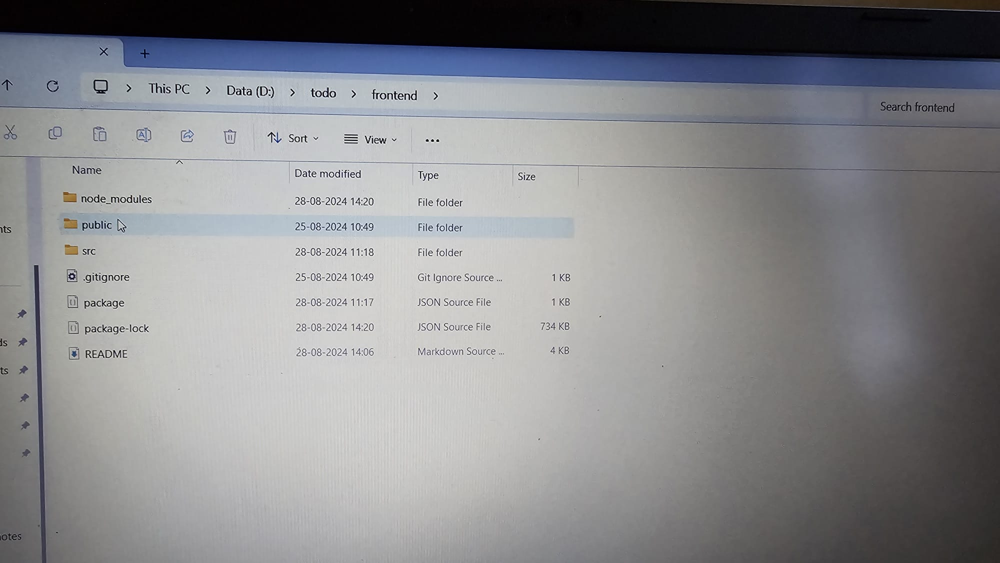 This PC > Data (D:) > todo > frontend >
Search frontend
Sort
View
Name Date modified Type Size
node_modules 28-08-2024 14:20 File folder
public 25-08-2024 10:49 File folder
src 28-08-2024 11:18 File folder
.gitignore 25-08-2024 10:49 Git Ignore Source ... 1 KB
package 28-08-2024 11:17 JSON Source File 1 KB
package-lock 28-08-2024 14:20 JSON Source File 734 KB
README 28-08-2024 14:06 Markdown Source ... 4 KB